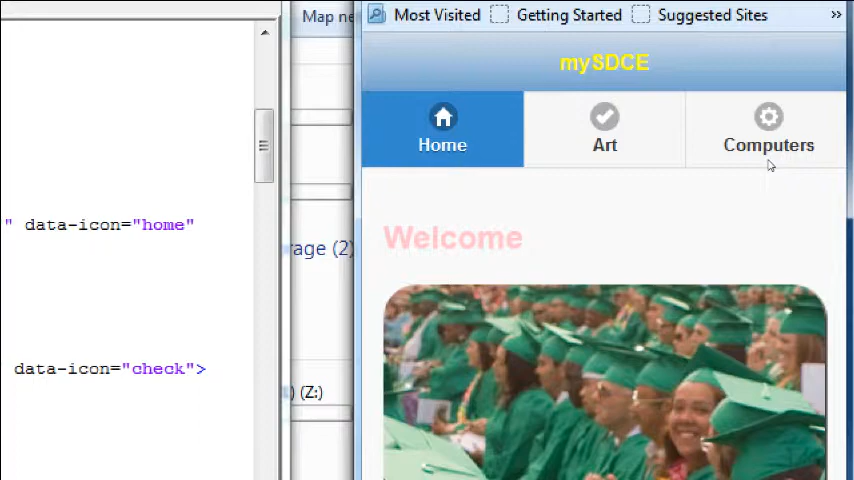 Map ne
Most Visited Getting Started Suggested Sites »
mySDCE
Home Art Computers
" data-icon="home"
Welcome
rage (2)
data-icon="check">
) (Z:)